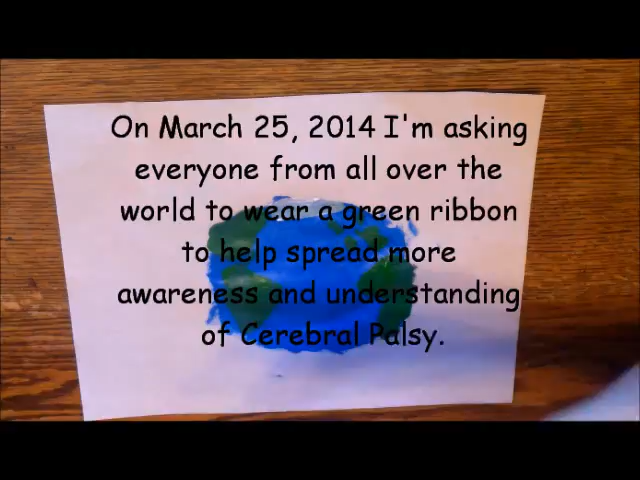 On March 25, 2014 I'm asking
everyone from all over the
world to wear a green ribbon
to help spread more
awareness and understanding
of Cerebral Palsy.